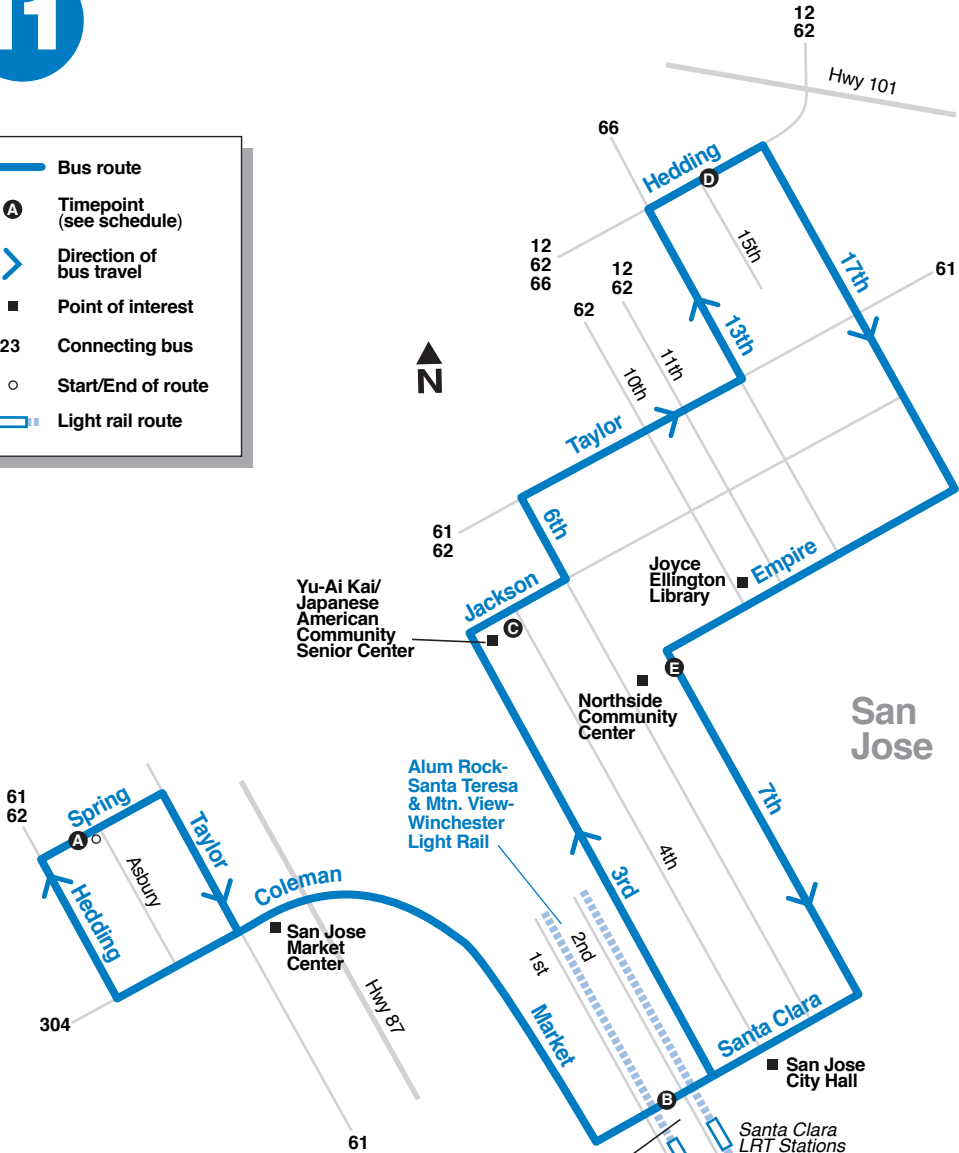 11
Bus route
A
Timepoint
(see schedule)
Direction of
bus travel
Point of interest
23
Connecting bus
Start/End of route
Light rail route
12
62
Hwy 101
66
Hedding
D
15th
17th
61
12
62
66
12
62
62
13th
11th
10th
N
Taylor
6th
61
62
Joyce
Ellington
Library
Empire
Yu-Ai Kai/
Japanese
American
Community
Senior Center
Jackson
C
E
Northside
Community
Center
San
Jose
Alum Rock-
Santa Teresa
& Mtn. View-
Winchester
Light Rail
7th
4th
3rd
61
62
Spring
A
Taylor
Asbury
Hedding
Coleman
San Jose
Market
Center
2nd
1st
Hwy 87
304
Market
Santa Clara
San Jose
City Hall
B
Santa Clara
LRT Stations
61